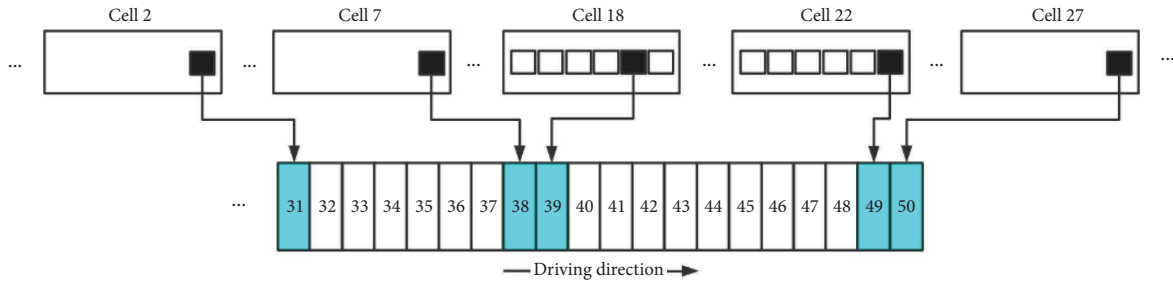 Cell 2 Cell 7 Cell 18 Cell 22 Cell 27
... ... ... ... ... ...
... 31 32 33 34 35 36 37 38 39 40 41 42 43 44 45 46 47 48 49 50
Driving direction